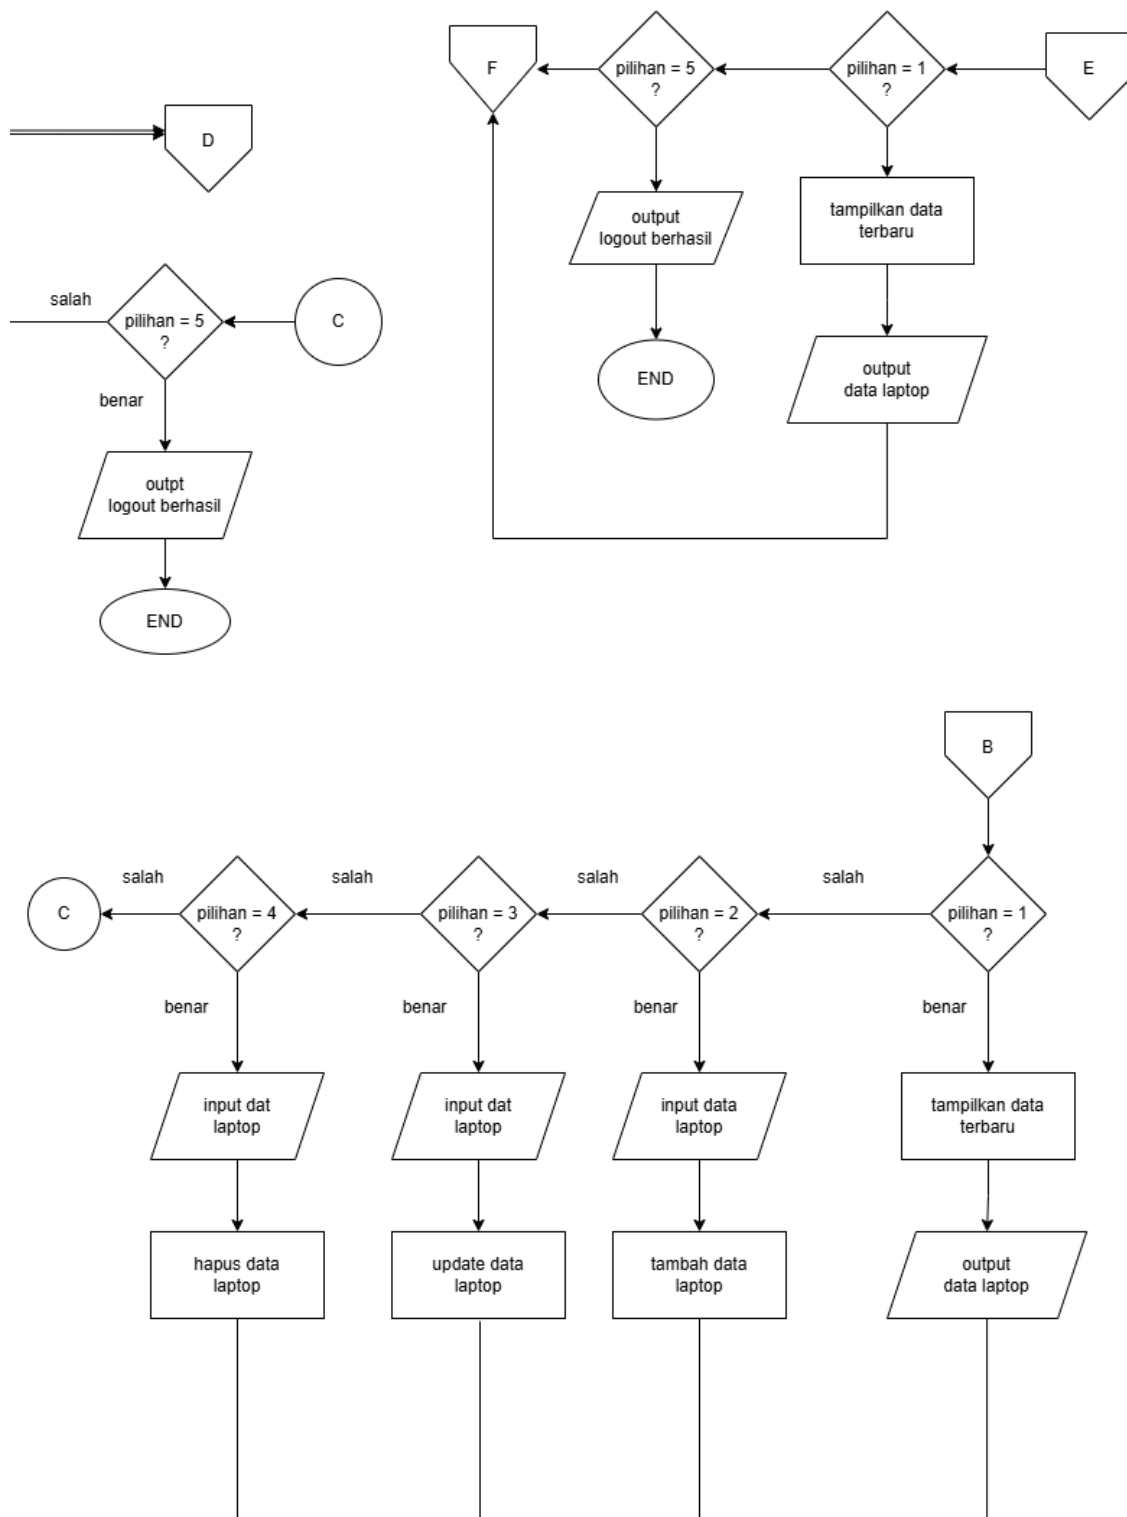 F
pilihan = 5
?
pilihan = 1
?
E
D
output
logout berhasil
tampilkan data
terbaru
salah
pilihan = 5
?
C
END
output
data laptop
benar
outpt
logout berhasil
END
B
salah
salah
salah
salah
C
pilihan = 4
?
pilihan = 3
?
pilihan = 2
?
pilihan = 1
?
benar
benar
benar
benar
input dat
laptop
input dat
laptop
input data
laptop
tampilkan data
terbaru
hapus data
laptop
update data
laptop
tambah data
laptop
output
data laptop